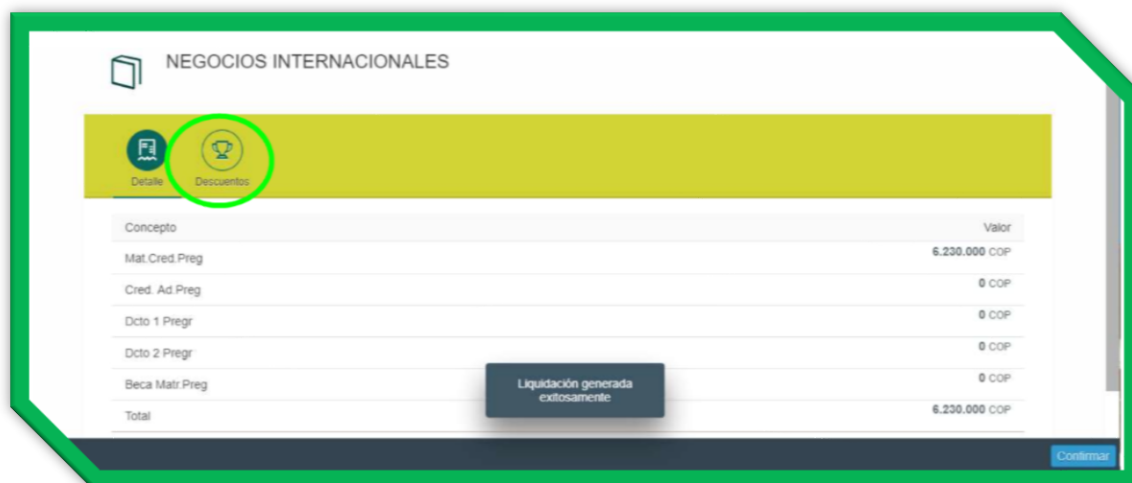 NEGOCIOS INTERNACIONALES
Detalle Descuentos
Concepto Valor
Mat.Cred.Preg 6.230.000 COP
Cred. Ad.Preg 0 COP
Dcto 1 Pregr 0 COP
Dcto 2 Pregr 0 COP
Beca Matr.Preg 0 COP
Liquidación generada
exitosamente
Total 6.230.000 COP
Confirmar